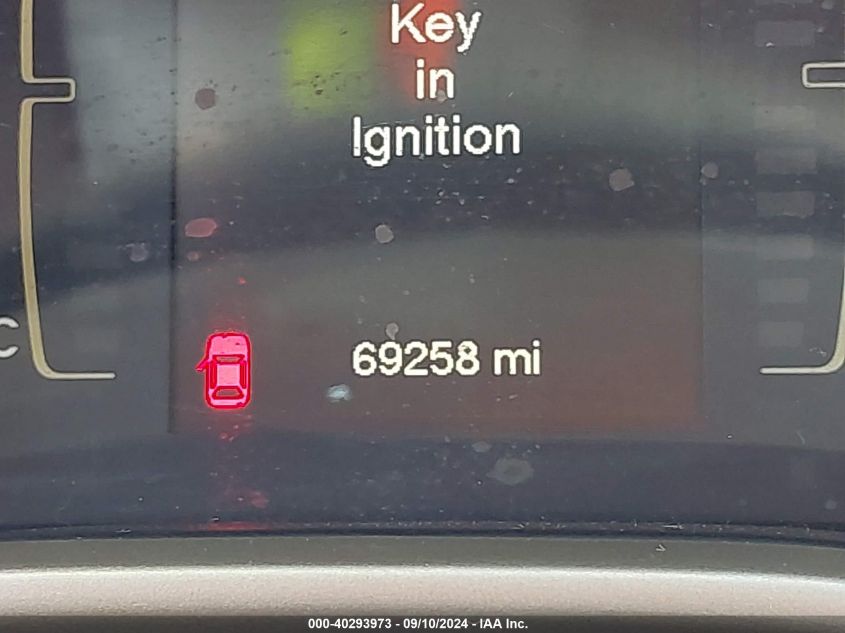 Key
in
Ignition
C
69258 mi
000-40293973 - 09/10/2024 - IAA Inc.